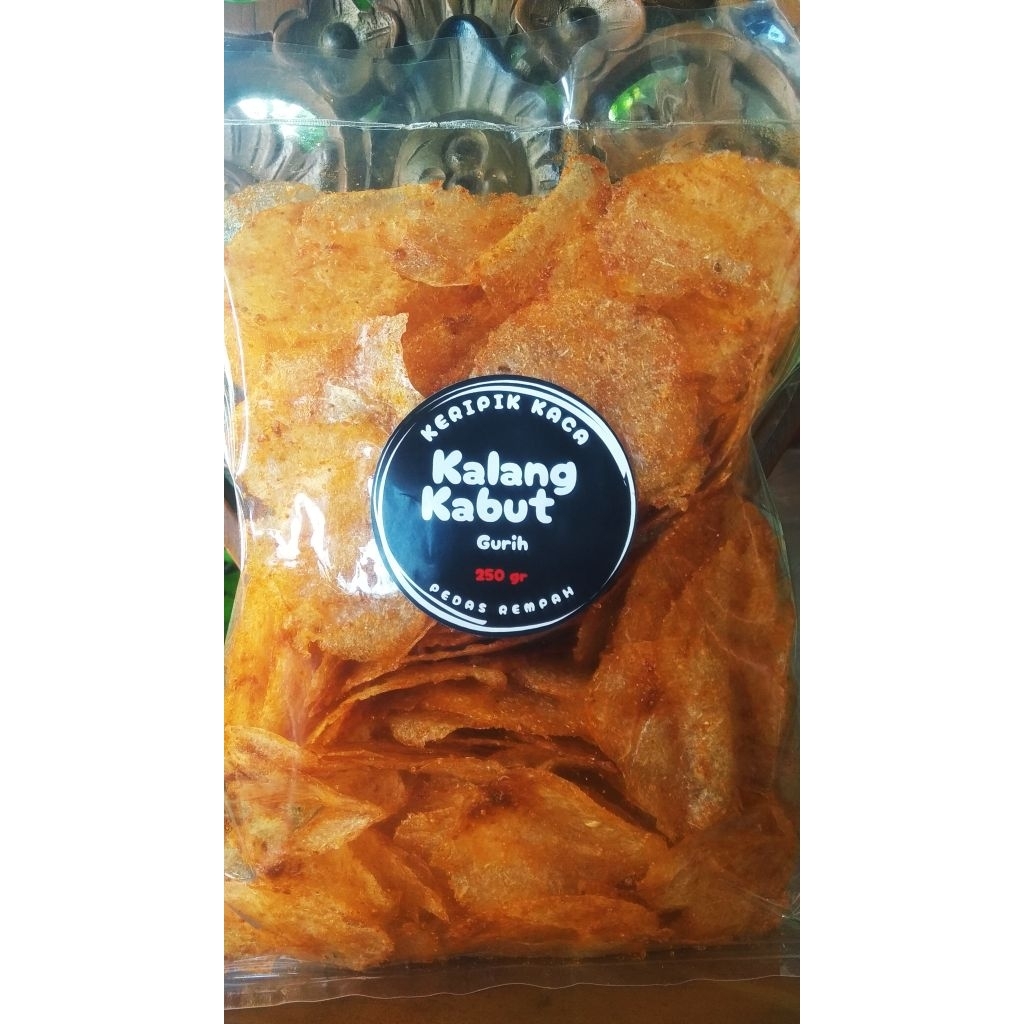 KERIPIK KACA
Kalang
Kabut
Gurih
250 gr
PEDAS REMPAH